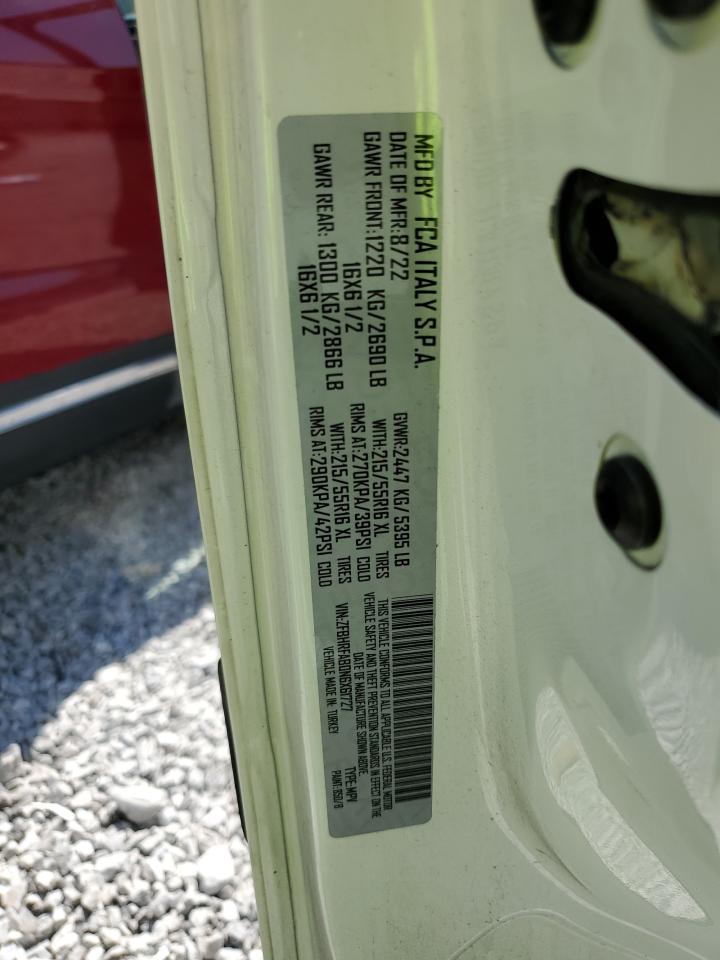 MFD BY FCA ITALY S.P.A.
DATE OF MFR:8/22 GVWR:2447 KG/5395 LB
GAWR FRONT:1220 KG/2690 LB WITH:215/55R16 XL TIRES
16X6 1/2 RIMS AT:270KPA/39PSI COLD
GAWR REAR: 1300 KG/2866 LB WITH:215/55R16 XL TIRES
16X6 1/2 RIMS AT:290KPA/42PSI COLD
THIS VEHICLE CONFORMS TO ALL APPLICABLE U.S. FEDERAL MOTOR
VEHICLE SAFETY AND THEFT PREVENTION STANDARDS IN EFFECT ON THE
DATE OF MANUFACTURE SHOWN ABOVE.
VIN:ZFBHRFAB0N6X61727 TYPE:MPV
VEHICLE MADE IN: TURKEY PAINT: